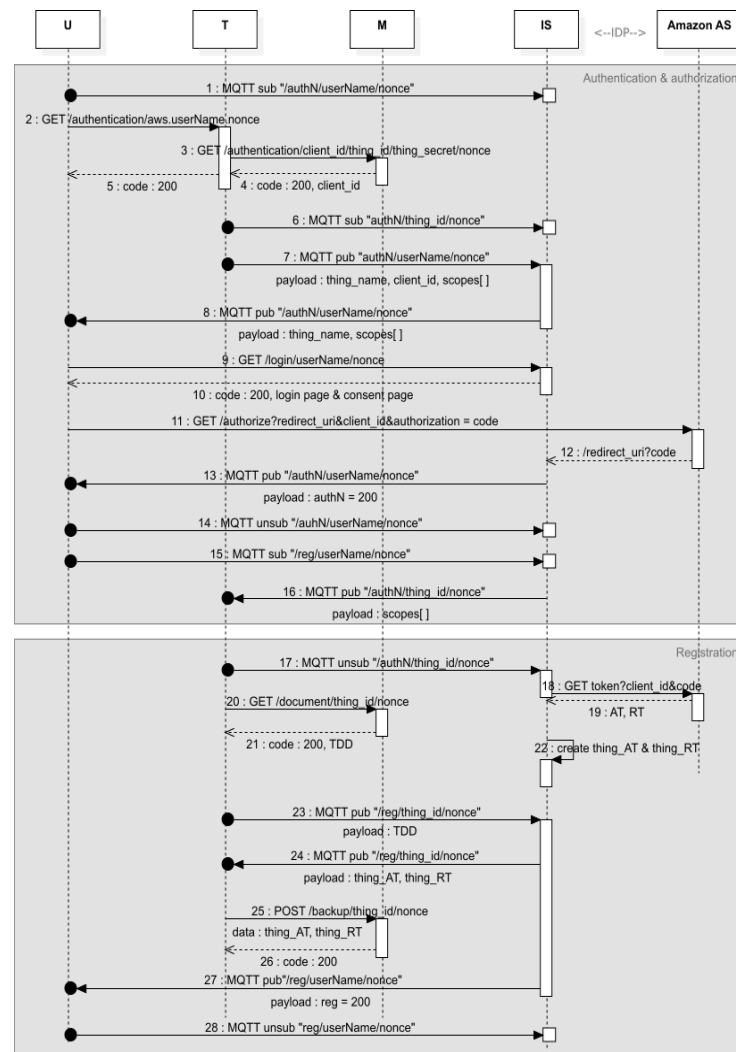 U
T
M
IS
<--IDP-->
Amazon AS
Authentication & authorization
1 : MQTT sub "/authN/userName/nonce"
2 : GET /authentication/aws.userName/nonce
3 : GET /authentication/client_id/thing_id/thing_secret/nonce
4 : code : 200, client_id
5 : code : 200
6 : MQTT sub "authN/thing_id/nonce"
7 : MQTT pub "authN/userName/nonce"
payload : thing_name, client_id, scopes[ ]
8 : MQTT pub "/authN/userName/nonce"
payload : thing_name, scopes[ ]
9 : GET /login/userName/nonce
10 : code : 200, login page & consent page
11 : GET /authorize?redirect_uri&client_id&authorization = code
12 : /redirect_uri?code
13 : MQTT pub "/authN/userName/nonce"
payload : authN = 200
14 : MQTT unsub "/auhN/userName/nonce"
15 : MQTT sub "/reg/userName/nonce"
16 : MQTT pub "/authN/thing_id/nonce"
payload : scopes[ ]
Registration
17 : MQTT unsub "/authN/thing_id/nonce"
18 : GET token?client_id&code
19 : AT, RT
20 : GET /document/thing_id/nonce
21 : code : 200, TDD
22 : create thing_AT & thing_RT
23 : MQTT pub "/reg/thing_id/nonce"
payload : TDD
24 : MQTT pub "/reg/thing_id/nonce"
payload : thing_AT, thing_RT
25 : POST /backup/thing_id/nonce
data : thing_AT, thing_RT
26 : code : 200
27 : MQTT pub"/reg/userName/nonce"
payload : reg = 200
28 : MQTT unsub "reg/userName/nonce"